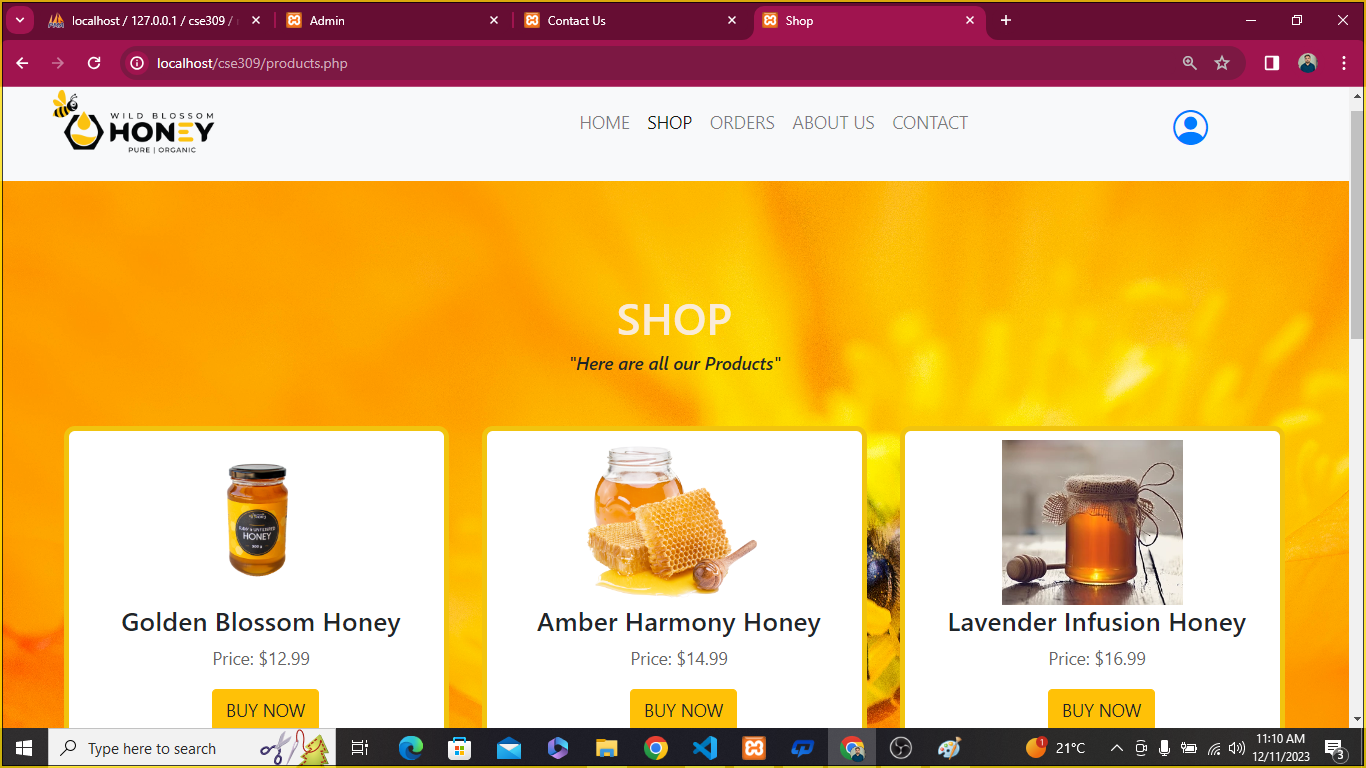 localhost / 127.0.0.1 / cse309 /
Admin
Contact Us
Shop
localhost/cse309/products.php
WILD BLOSSOM
HONEY
PURE | ORGANIC
HOME SHOP ORDERS ABOUT US CONTACT
SHOP
"Here are all our Products"
HONEY
Golden Blossom Honey
Price: $12.99
BUY NOW
Amber Harmony Honey
Price: $14.99
BUY NOW
Lavender Infusion Honey
Price: $16.99
BUY NOW
Type here to search
1
21°C
11:10 AM
12/11/2023
3